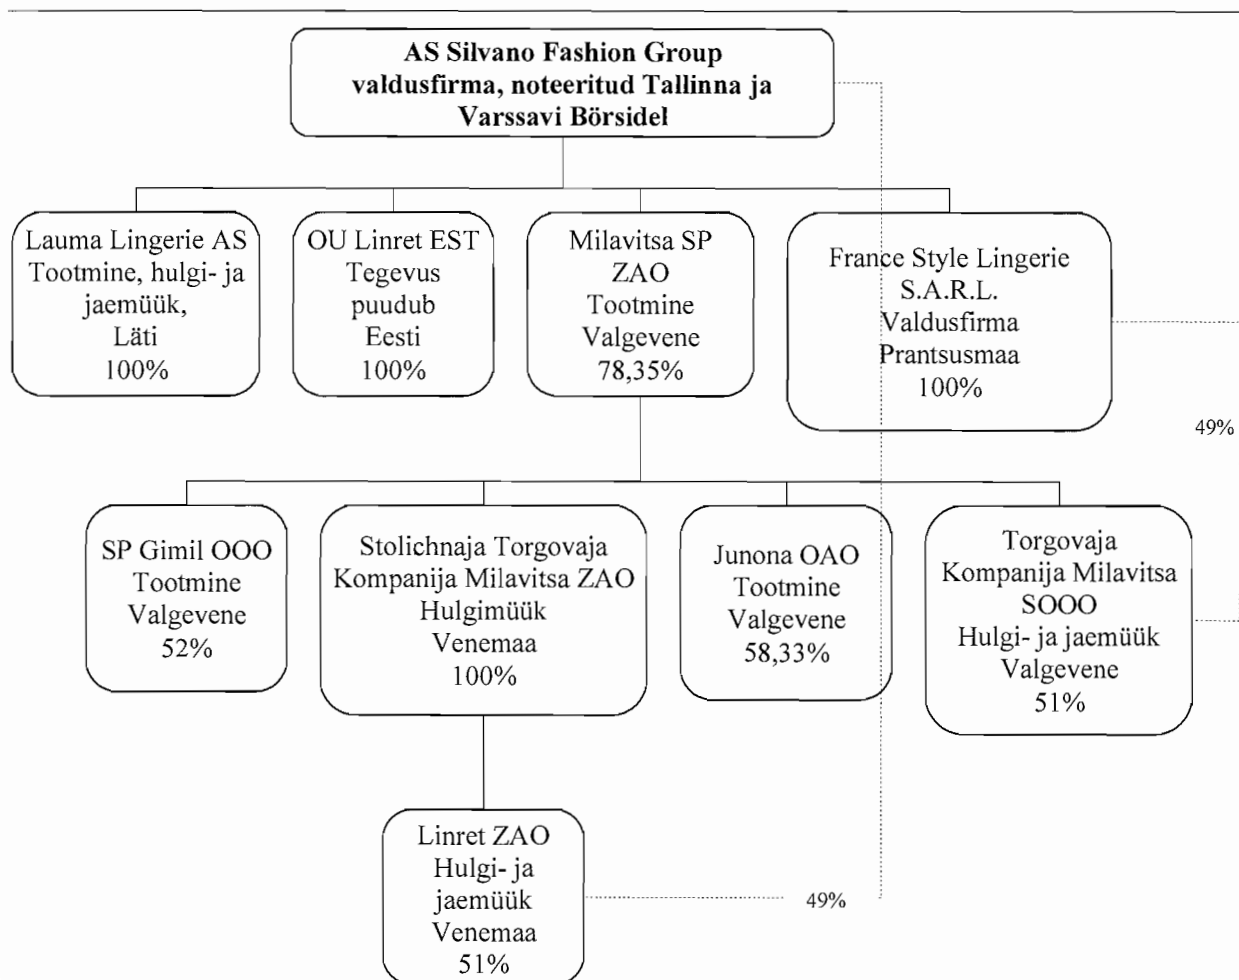 AS Silvano Fashion Group
valdusfirma, noteeritud Tallinna ja
Varssavi Börsidel
Lauma Lingerie AS
Tootmine, hulgi- ja
jaemüük,
Läti
100%
OU Linret EST
Tegevus
puudub
Eesti
100%
Milavitsa SP
ZAO
Tootmine
Valgevene
78,35%
France Style Lingerie
S.A.R.L.
Valdusfirma
Prantsusmaa
100%
49%
SP Gimil OOO
Tootmine
Valgevene
52%
Stolichnaja Torgovaja
Kompanija Milavitsa ZAO
Hulgimüük
Venemaa
100%
Junona OAO
Tootmine
Valgevene
58,33%
Torgovaja
Kompanija Milavitsa
SOOO
Hulgi- ja jaemüük
Valgevene
51%
Linret ZAO
Hulgi- ja
jaemüük
Venemaa
51%
49%